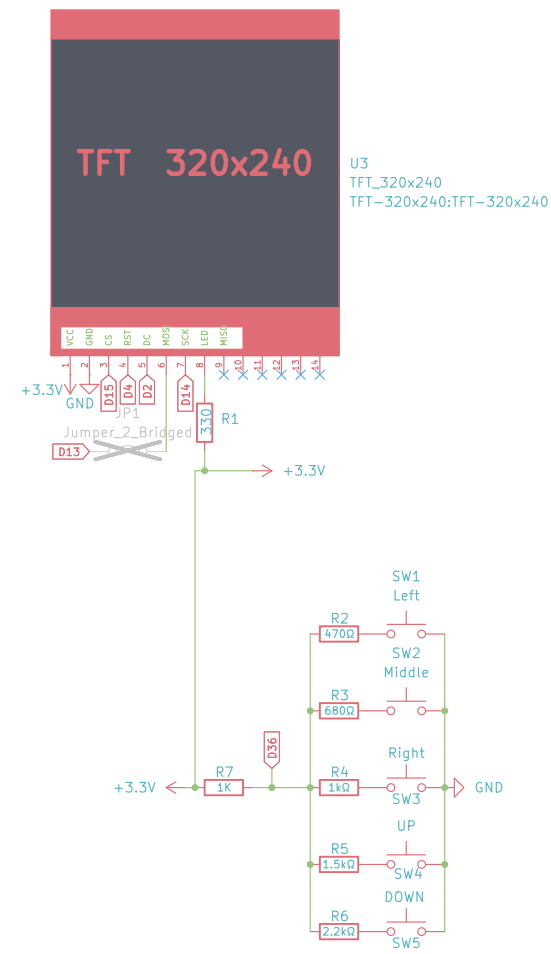 TFT 320x240
U3
TFT_320x240
TFT-320x240:TFT-320x240
VCC
GND
CS
RST
DC
MOSI
SCK
LED
MISO
1
2
3
4
5
6
7
8
9
10
11
12
13
14
+3.3V
GND
D15
D4
D2
D14
JP1
Jumper_2_Bridged
D13
330
R1
+3.3V
SW1
Left
R2
470Ω
SW2
Middle
R3
680Ω
D36
Right
+3.3V
R7
1K
R4
1kΩ
SW3
GND
UP
R5
1.5kΩ
SW4
DOWN
R6
2.2kΩ
SW5